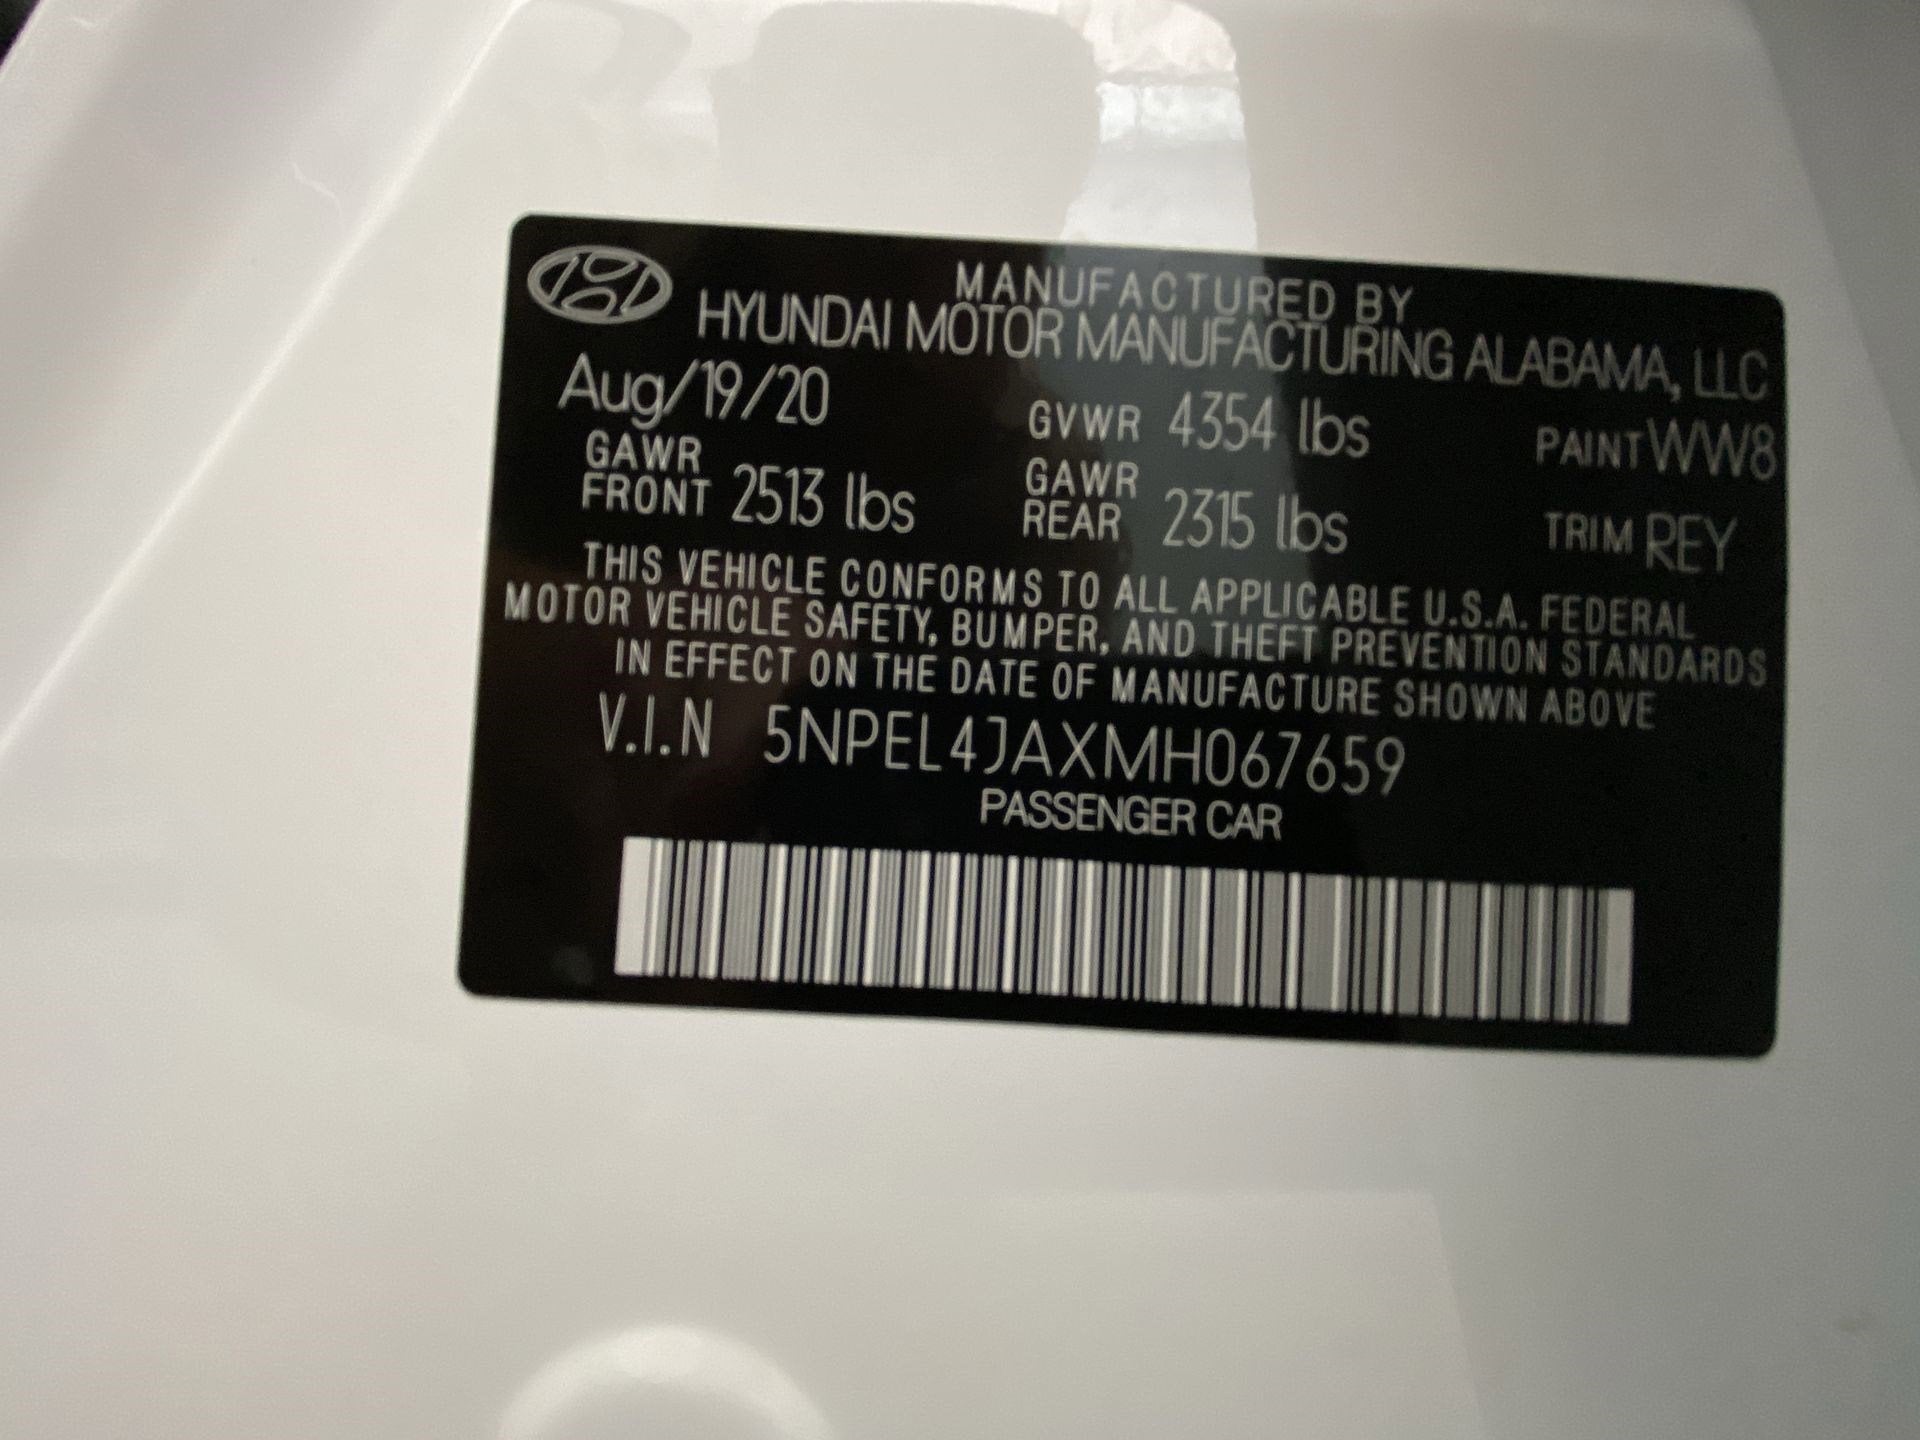 MANUFACTURED BY
HYUNDAI MOTOR MANUFACTURING ALABAMA, LLC
Aug/19/20 GVWR 4354 lbs PAINT WW8
GAWR FRONT 2513 lbs GAWR REAR 2315 lbs TRIM REY
THIS VEHICLE CONFORMS TO ALL APPLICABLE U.S.A. FEDERAL
MOTOR VEHICLE SAFETY, BUMPER, AND THEFT PREVENTION STANDARDS
IN EFFECT ON THE DATE OF MANUFACTURE SHOWN ABOVE
V.I.N 5NPEL4JAXMH067659
PASSENGER CAR